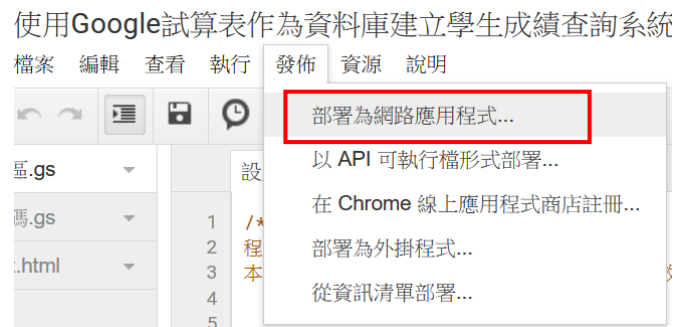 使用Google試算表作為資料庫建立學生成績查詢系統
檔案 編輯 查看 執行 發佈 資源 說明
部署為網路應用程式...
以 API 可執行檔形式部署...
在 Chrome 線上應用程式商店註冊...
部署為外掛程式...
從資訊清單部署...
區.gs
碼.gs
.html
設
1 /*
2 程
3 本
4
5